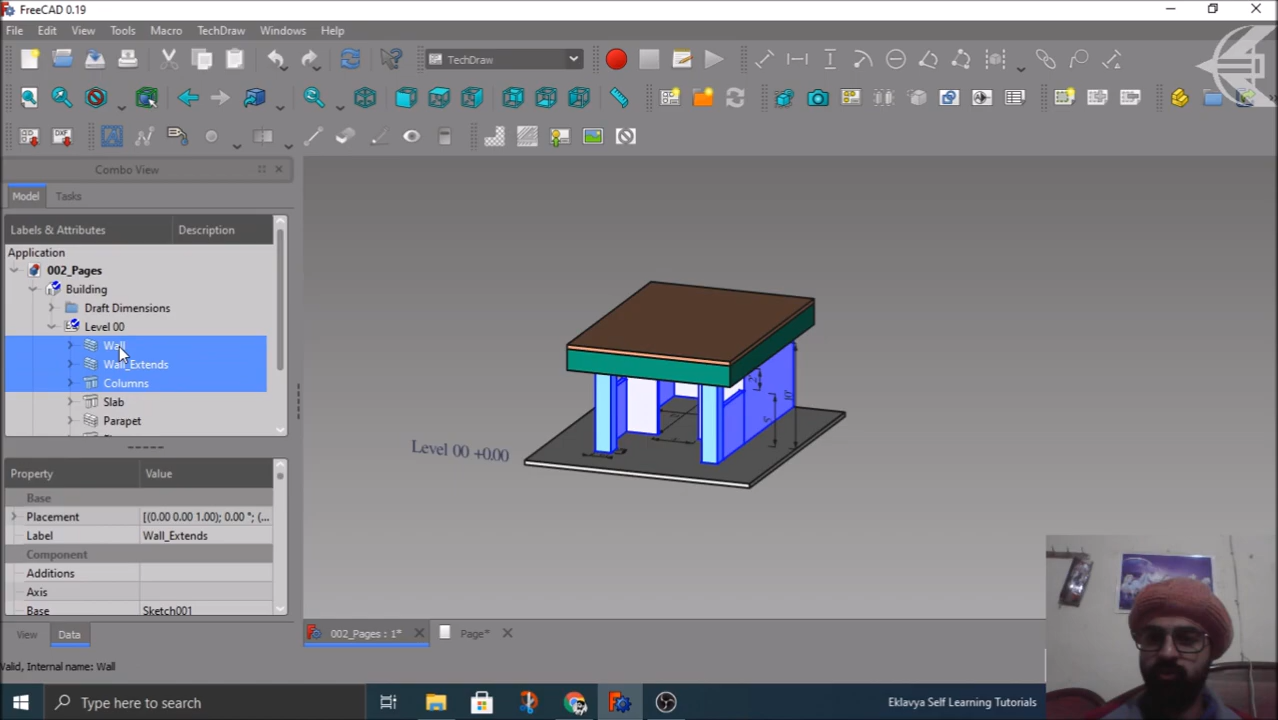 FreeCAD 0.19
File Edit View Tools Macro TechDraw Windows Help
TechDraw
Combo View
Model Tasks
Labels & Attributes Description
Application
002_Pages
Building
Draft Dimensions
Level 00
Wall
Wall_Extends
Columns
Slab
Parapet
Level 00 +0.00
Property Value
Base
Placement [(0.00 0.00 1.00); 0.00 °; (...
Label Wall_Extends
Component
Additions
Axis
Base Sketch001
View Data
002_Pages : 1*
Page*
Valid, Internal name: Wall
Type here to search
Eklavya Self Learning Tutorials